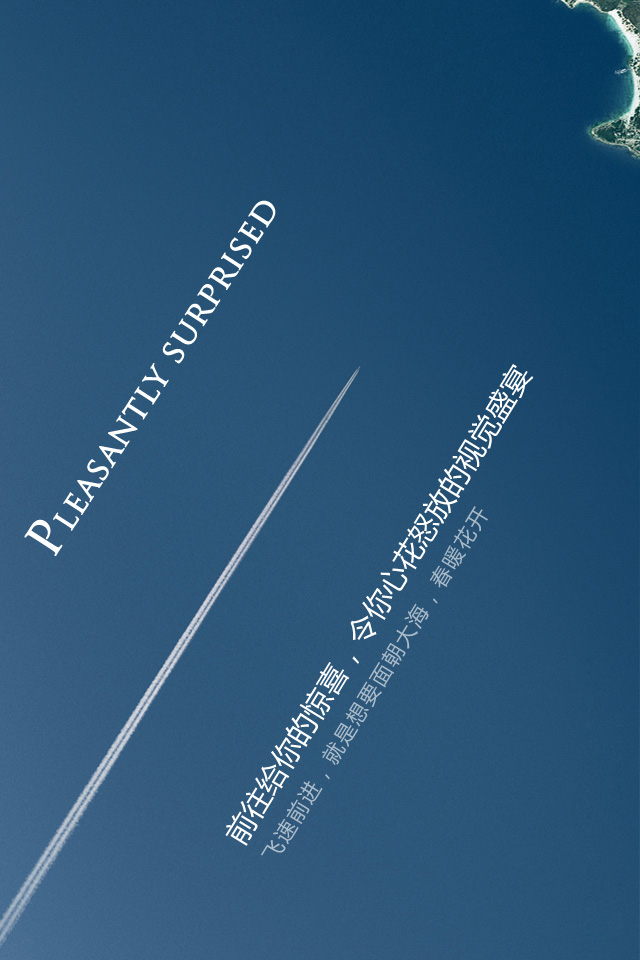 PLEASANTLY SURPRISED
前往给你的惊喜，令你心花怒放的视觉盛宴
飞速前进，就是想要面朝大海，春暖花开